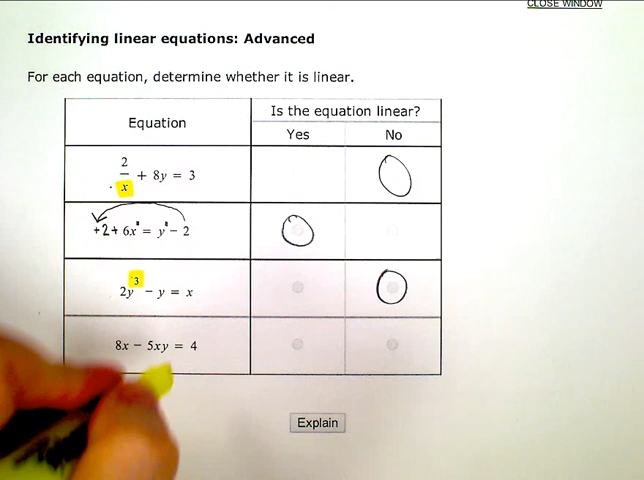 CLOSE WINDOW
Identifying linear equations: Advanced
For each equation, determine whether it is linear.
Equation
Is the equation linear?
Yes
No
2/x + 8y = 3
+2+ 6x = y - 2
2y³ - y = x
8x - 5xy = 4
Explain